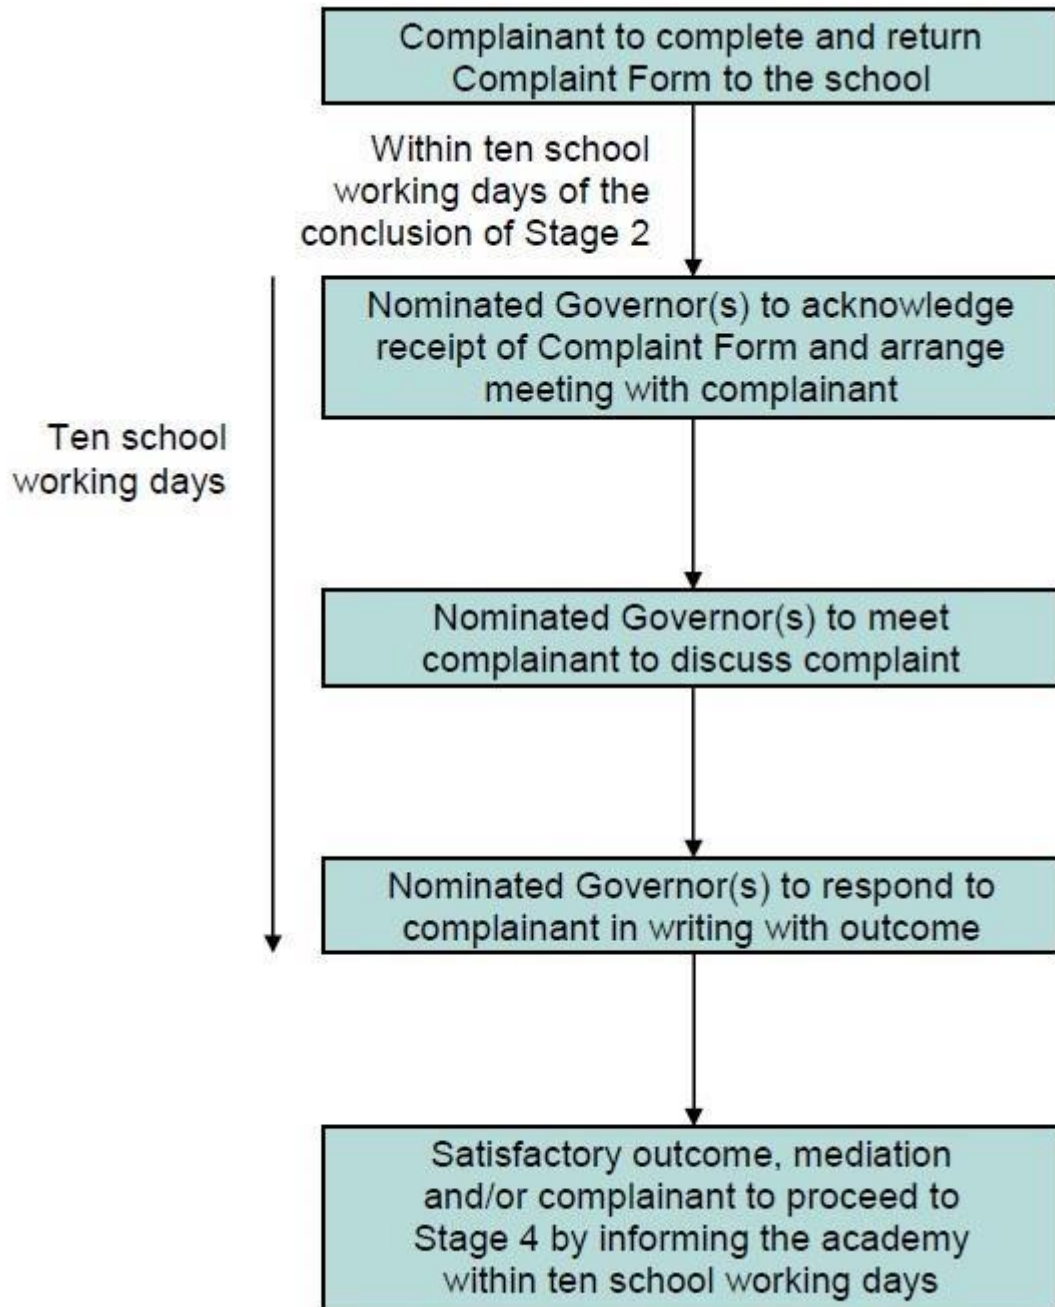 Complainant to complete and return
Complaint Form to the school
Within ten school
working days of the
conclusion of Stage 2
Nominated Governor(s) to acknowledge
receipt of Complaint Form and arrange
meeting with complainant
Ten school
working days
Nominated Governor(s) to meet
complainant to discuss complaint
Nominated Governor(s) to respond to
complainant in writing with outcome
Satisfactory outcome, mediation
and/or complainant to proceed to
Stage 4 by informing the academy
within ten school working days